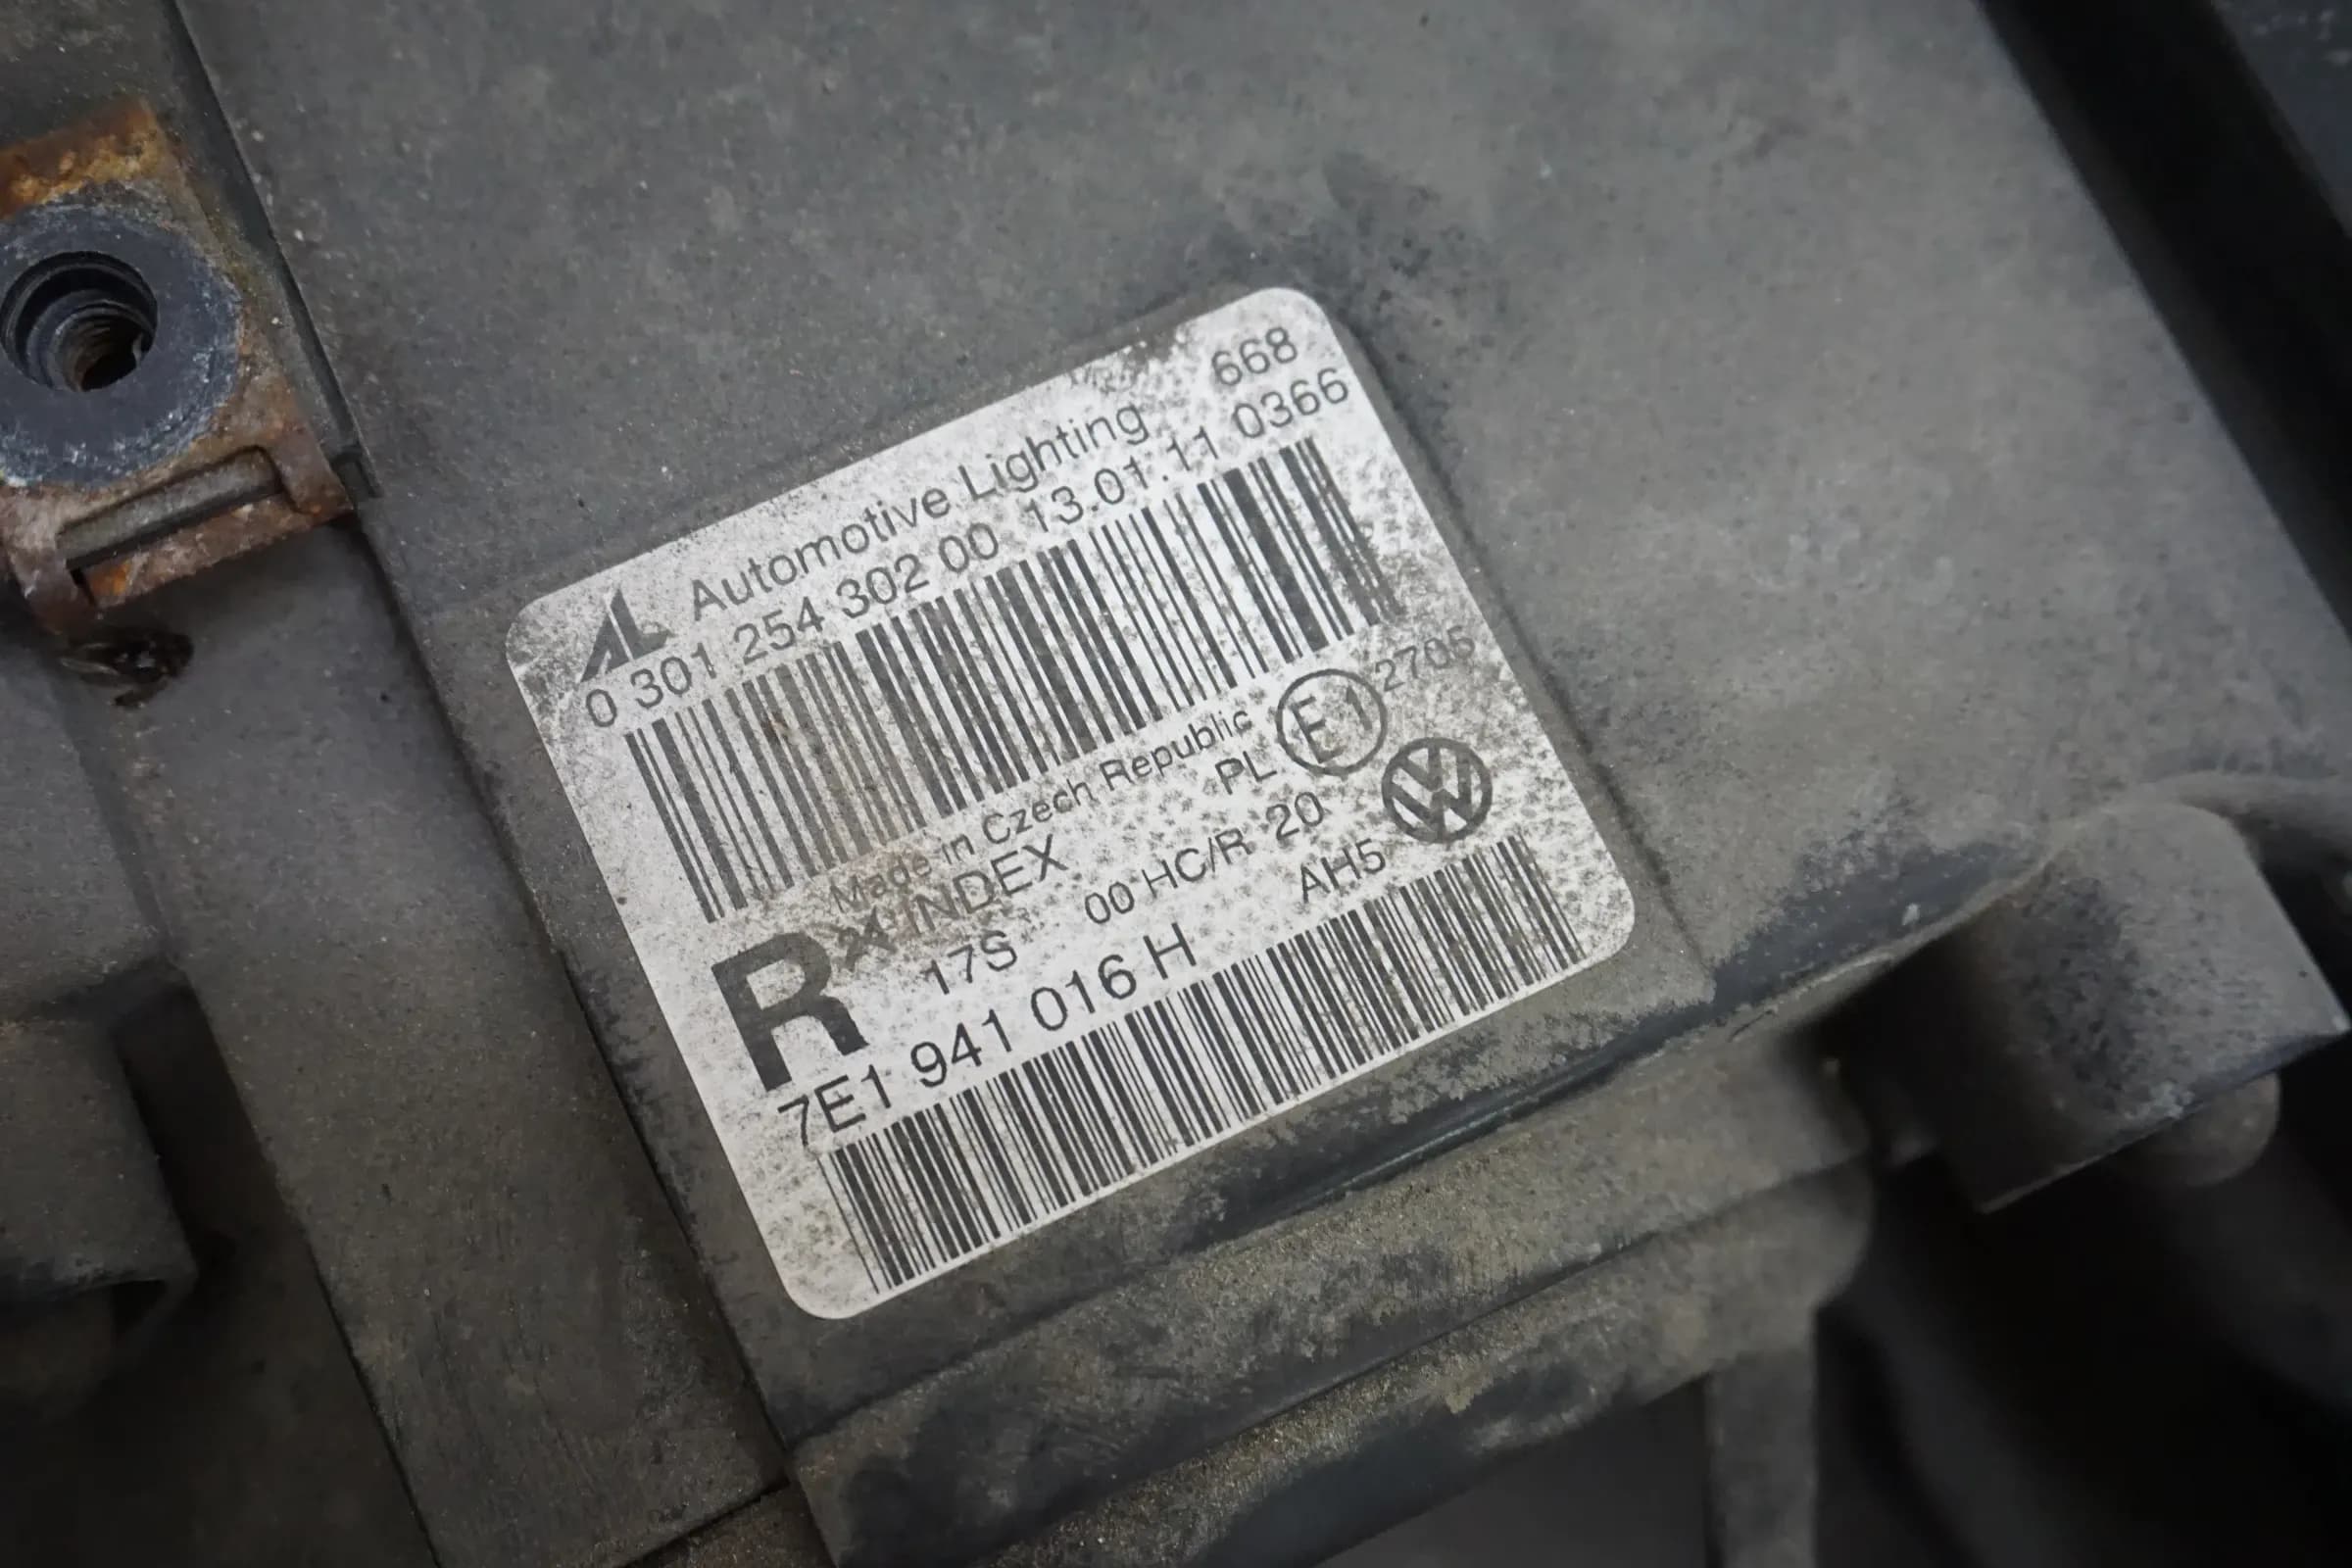 AL Automotive Lighting 668
0 301 254 302 00 13.01.11 0366
Made in Czech Republic E1 2705
INDEX PL
R 17S 00 HC/R 20 AH5 VW
7E1 941 016 H